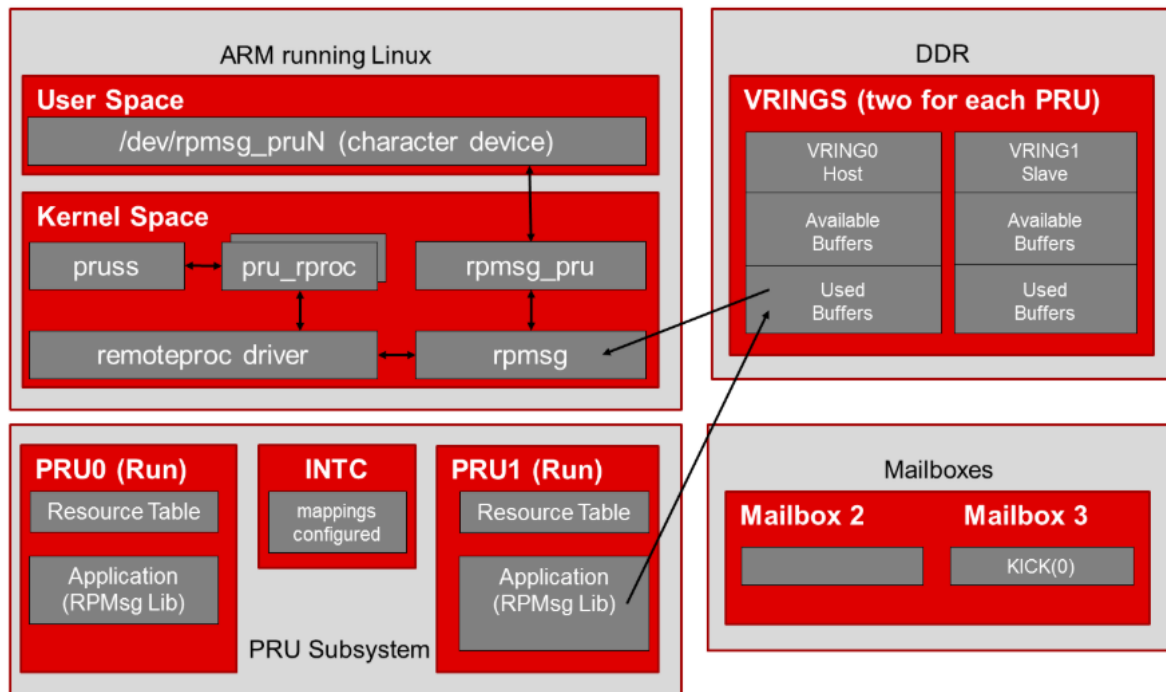 ARM running Linux
User Space
/dev/rpmsg_pruN (character device)
Kernel Space
pruss
pru_rproc
rpmsg_pru
remoteproc driver
rpmsg
DDR
VRINGS (two for each PRU)
VRING0
Host
VRING1
Slave
Available
Buffers
Available
Buffers
Used
Buffers
Used
Buffers
PRU0 (Run)
Resource Table
Application
(RPMsg Lib)
INTC
mappings
configured
PRU1 (Run)
Resource Table
Application
(RPMsg Lib)
PRU Subsystem
Mailboxes
Mailbox 2
Mailbox 3
KICK(0)